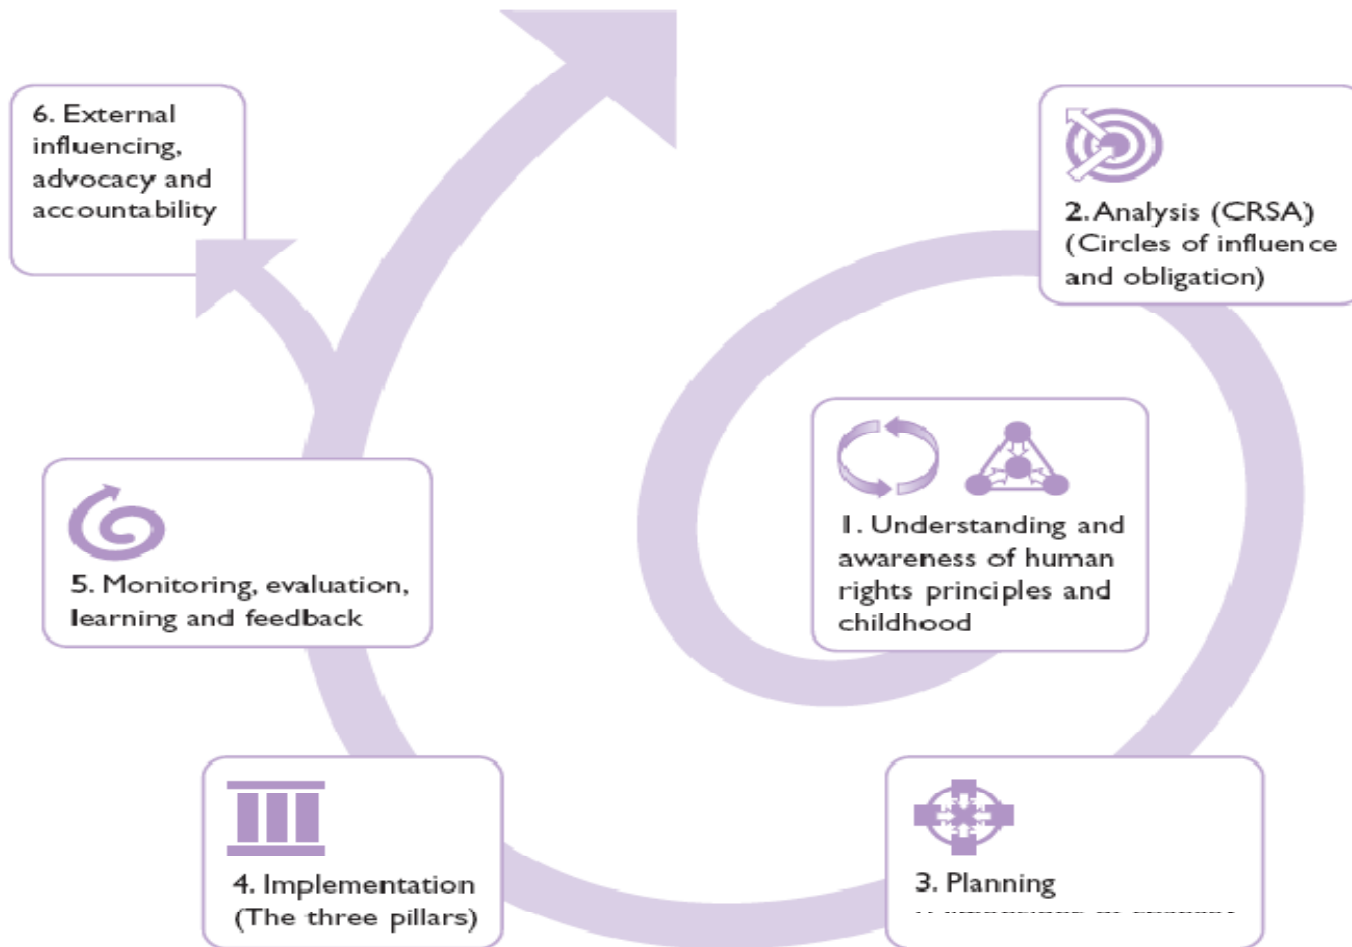 6. External
influencing,
advocacy and
accountability
2. Analysis (CRSA)
(Circles of influence
and obligation)
1. Understanding and
awareness of human
rights principles and
childhood
5. Monitoring, evaluation,
learning and feedback
4. Implementation
(The three pillars)
3. Planning